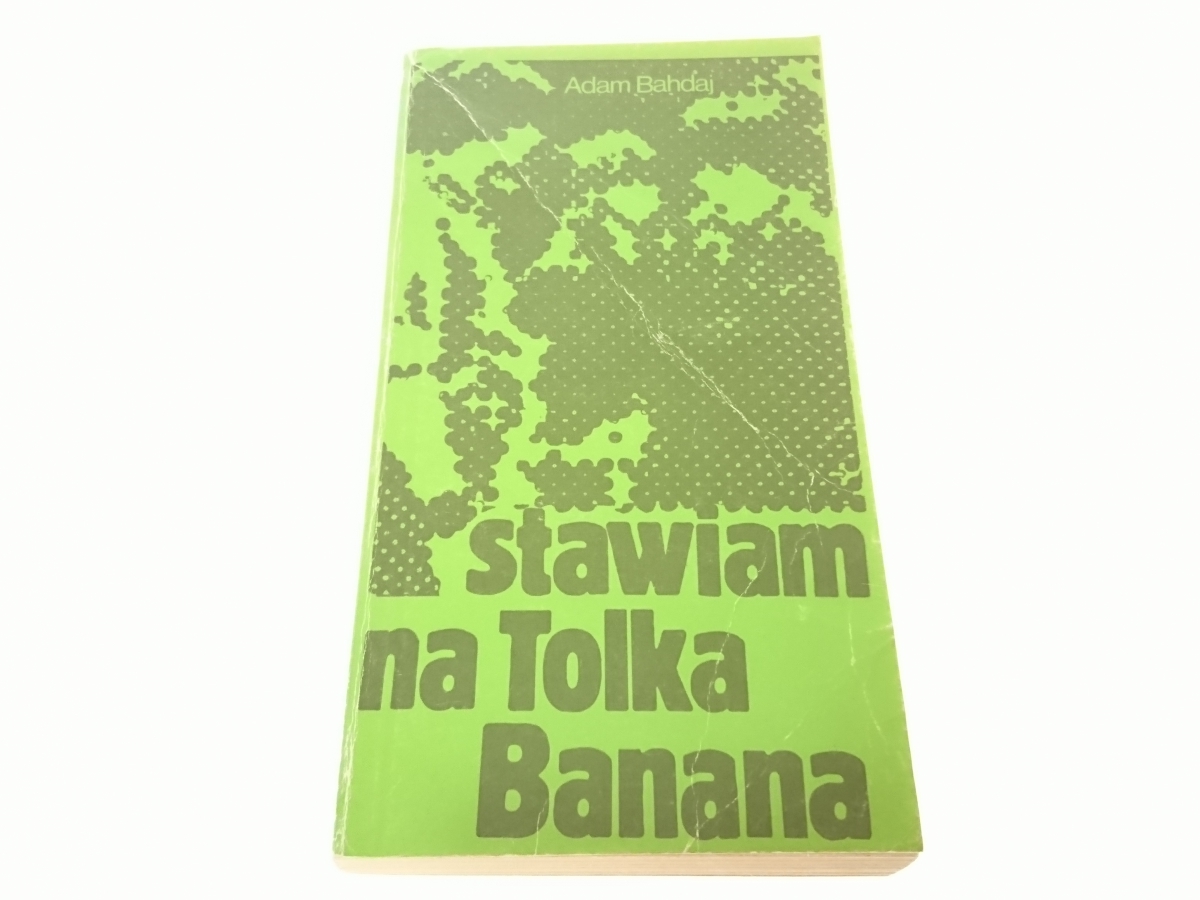 Adam Bahdaj
stawiam
na Tolka
Banana